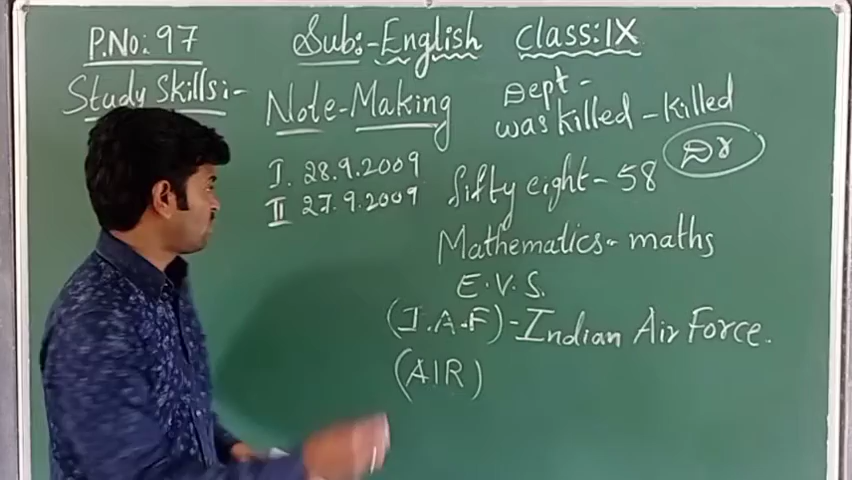 P.No: 97 Sub:- English class: IX
Study Skills:- Note-Making
Dept -
was killed - killed
Dr
I. 28.9.2009
II 27.9.2009
fifty eight - 58
Mathematics - maths
E.V.S.
(I.A.F) - Indian Air Force.
(AIR)